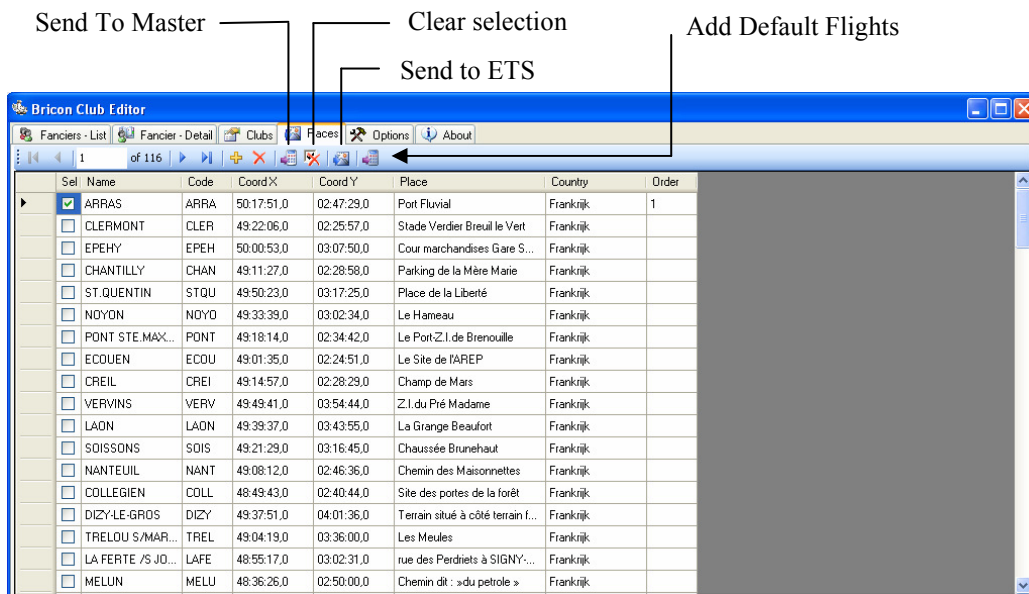 Send To Master
Clear selection
Add Default Flights
Send to ETS
Bricon Club Editor
Fanciers - List Fancier - Detail Clubs Races Options About
1 of 116
Sel Name Code Coord X Coord Y Place Country Order
ARRAS ARRA 50:17:51,0 02:47:29,0 Port Fluvial Frankrijk 1
CLERMONT CLER 49:22:06,0 02:25:57,0 Stade Verdier Breuil le Vert Frankrijk
EPEHY EPEH 50:00:53,0 03:07:50,0 Cour marchandises Gare S... Frankrijk
CHANTILLY CHAN 49:11:27,0 02:28:58,0 Parking de la Mère Marie Frankrijk
ST.QUENTIN STQU 49:50:23,0 03:17:25,0 Place de la Liberté Frankrijk
NOYON NOYO 49:33:39,0 03:02:34,0 Le Hameau Frankrijk
PONT STE.MAX... PONT 49:18:14,0 02:34:42,0 Le Port-Z.I.de Brenouille Frankrijk
ECOUEN ECOU 49:01:35,0 02:24:51,0 Le Site de l'AREP Frankrijk
CREIL CREI 49:14:57,0 02:28:29,0 Champ de Mars Frankrijk
VERVINS VERV 49:49:41,0 03:54:44,0 Z.I.du Pré Madame Frankrijk
LAON LAON 49:39:37,0 03:43:55,0 La Grange Beaufort Frankrijk
SOISSONS SOIS 49:21:29,0 03:16:45,0 Chaussée Brunehaut Frankrijk
NANTEUIL NANT 49:08:12,0 02:46:36,0 Chemin des Maisonnettes Frankrijk
COLLEGIEN COLL 48:49:43,0 02:40:44,0 Site des portes de la forêt Frankrijk
DIZY-LE-GROS DIZY 49:37:51,0 04:01:36,0 Terrain situé à côté terrain f... Frankrijk
TRELOU S/MAR... TREL 49:04:19,0 03:36:00,0 Les Meules Frankrijk
LA FERTE /S JO... LAFE 48:55:17,0 03:02:31,0 rue des Perdriets à SIGNY-... Frankrijk
MELUN MELU 48:36:26,0 02:50:00,0 Chemin dit : »du petrole » Frankrijk